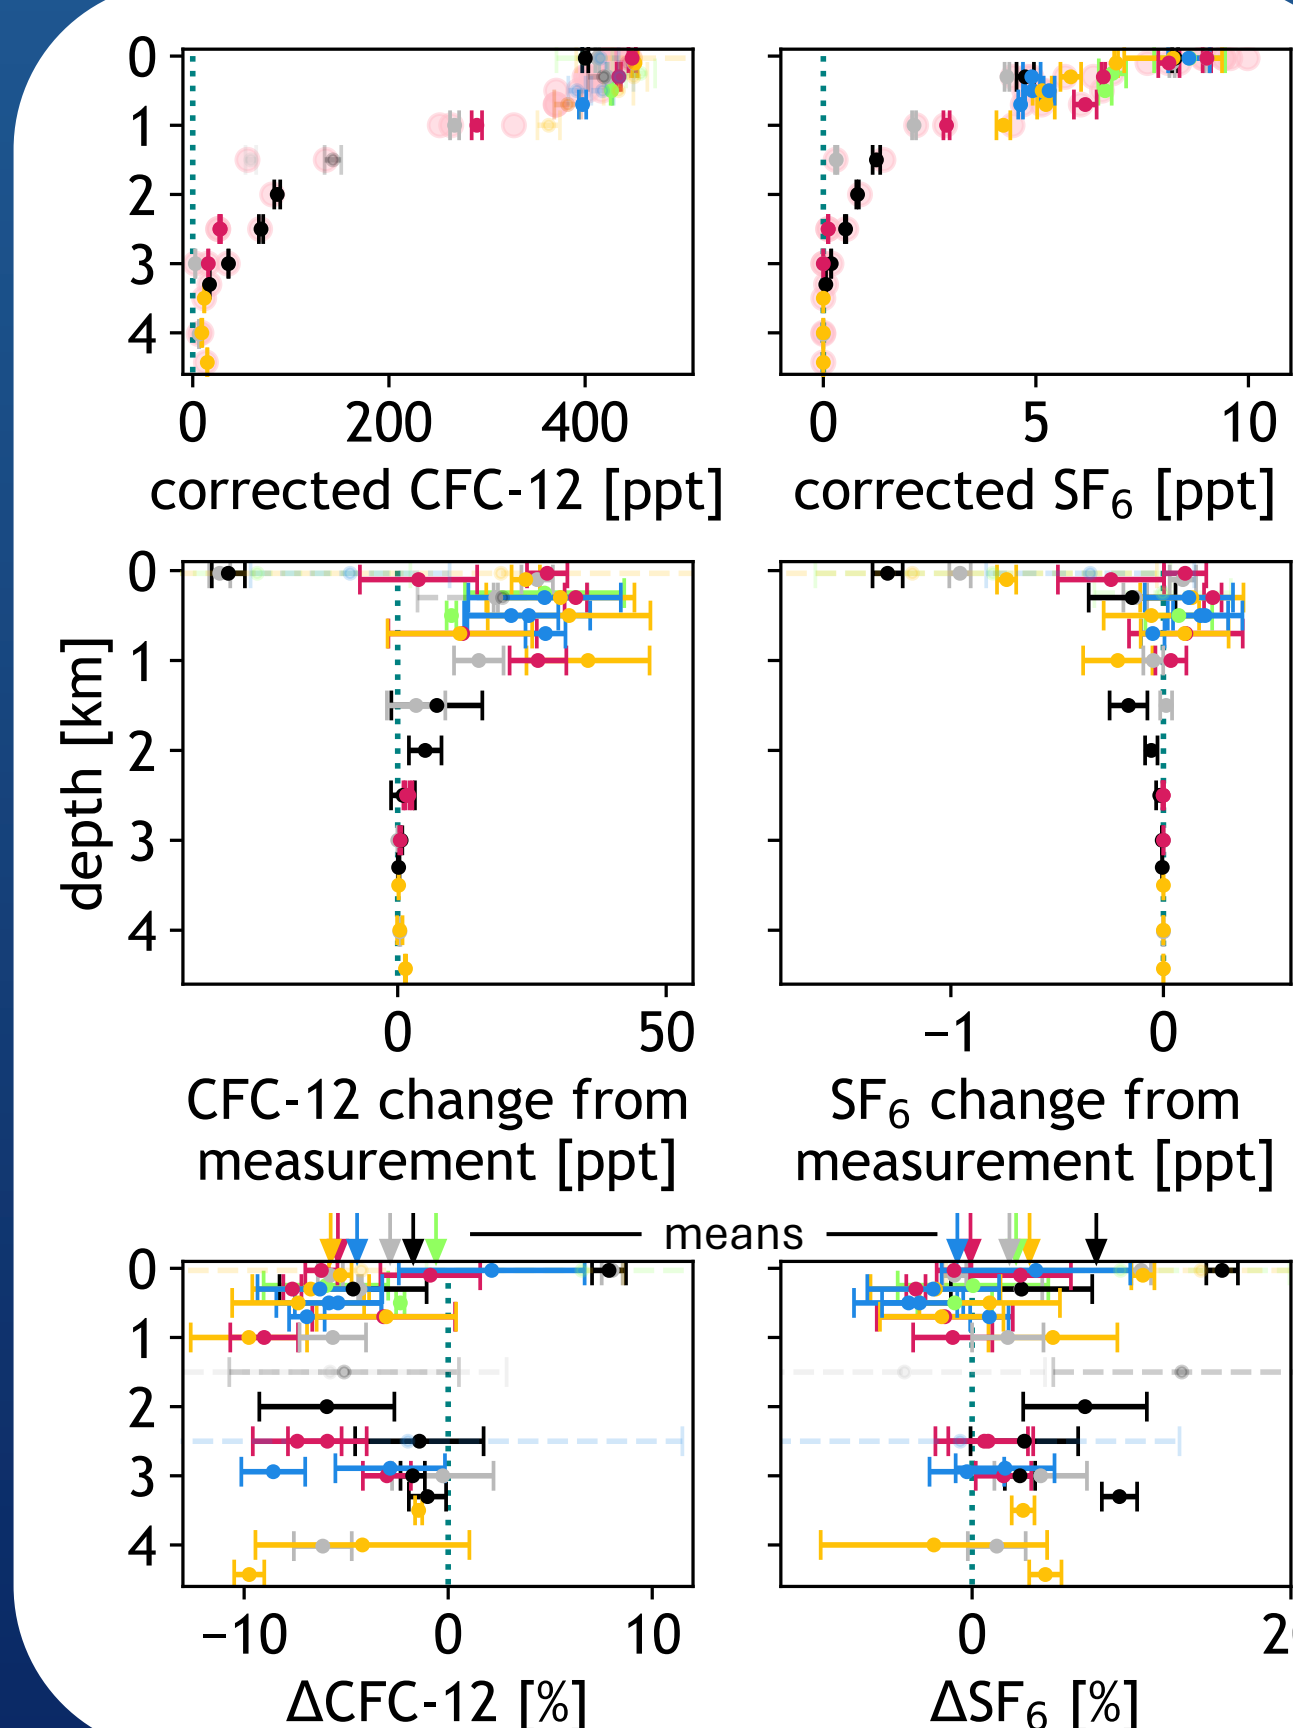 0
1
2
3
4
0 200 400
0 5 10
corrected CFC-12 [ppt]
corrected SF₆ [ppt]
depth [km]
0
1
2
3
4
0 50
−1 0
CFC-12 change from
measurement [ppt]
SF₆ change from
measurement [ppt]
means
0
1
2
3
4
−10 0 10
0
ΔCFC-12 [%]
ΔSF₆ [%]